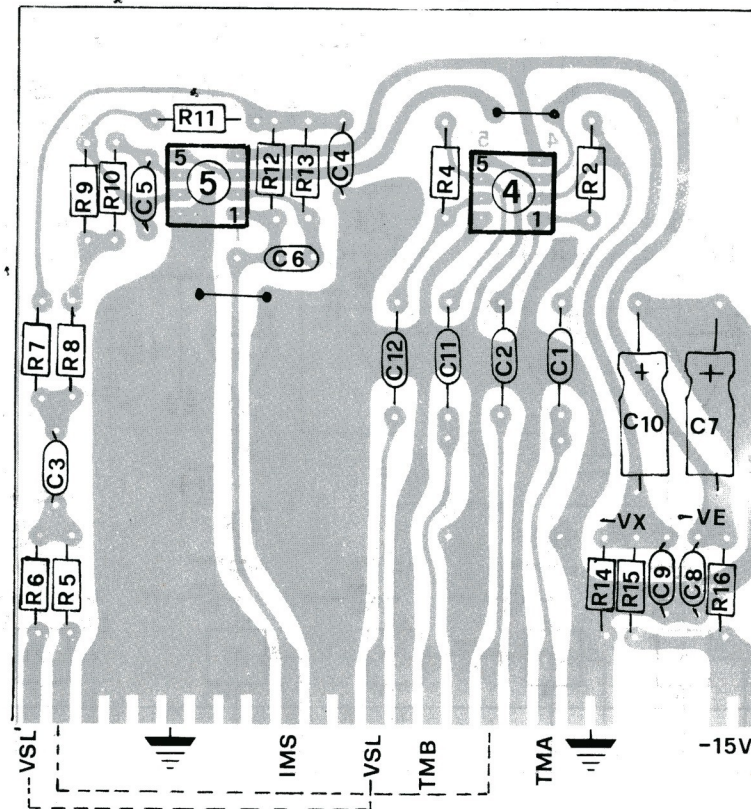 R11
5
5
1
R9
R10
C5
R12
R13
C4
R4
5
4
5
4
1
R2
C6
R7
R8
C12
C11
C2
C1
+
C10
+
C7
C3
-VX
-VE
R6
R5
R14
R15
C9
C8
R16
VSL'
IMS
VSL
TMB
TMA
-15V